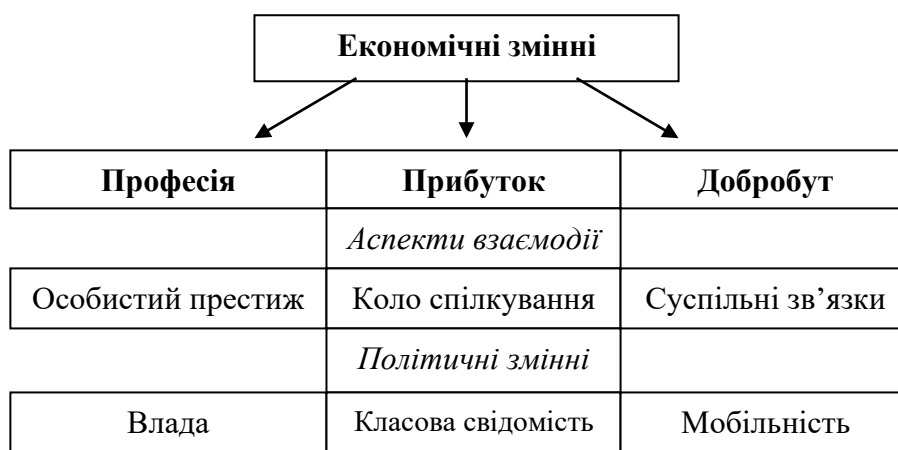 Економічні змінні
Професія Прибуток Добробут
Аспекти взаємодії
Особистий престиж Коло спілкування Суспільні зв’язки
Політичні змінні
Влада Класова свідомість Мобільність